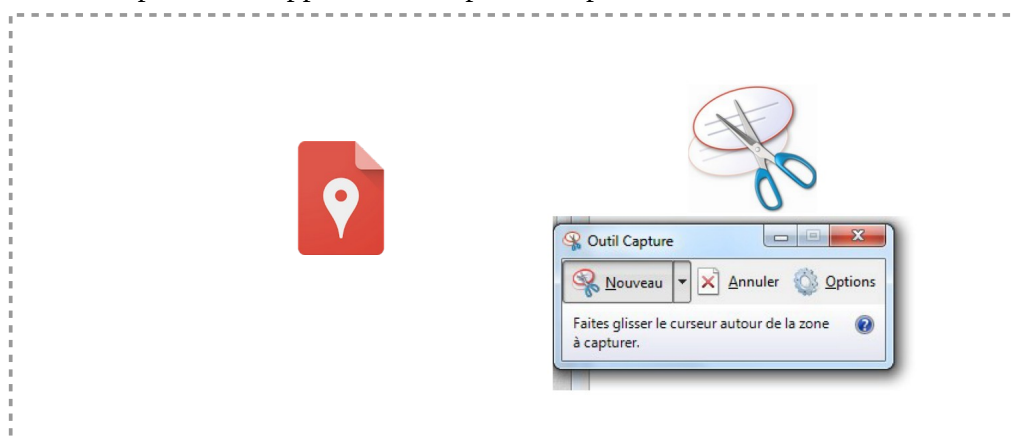 Outil Capture
Nouveau Annuler Options
Faites glisser le curseur autour de la zone
à capturer.